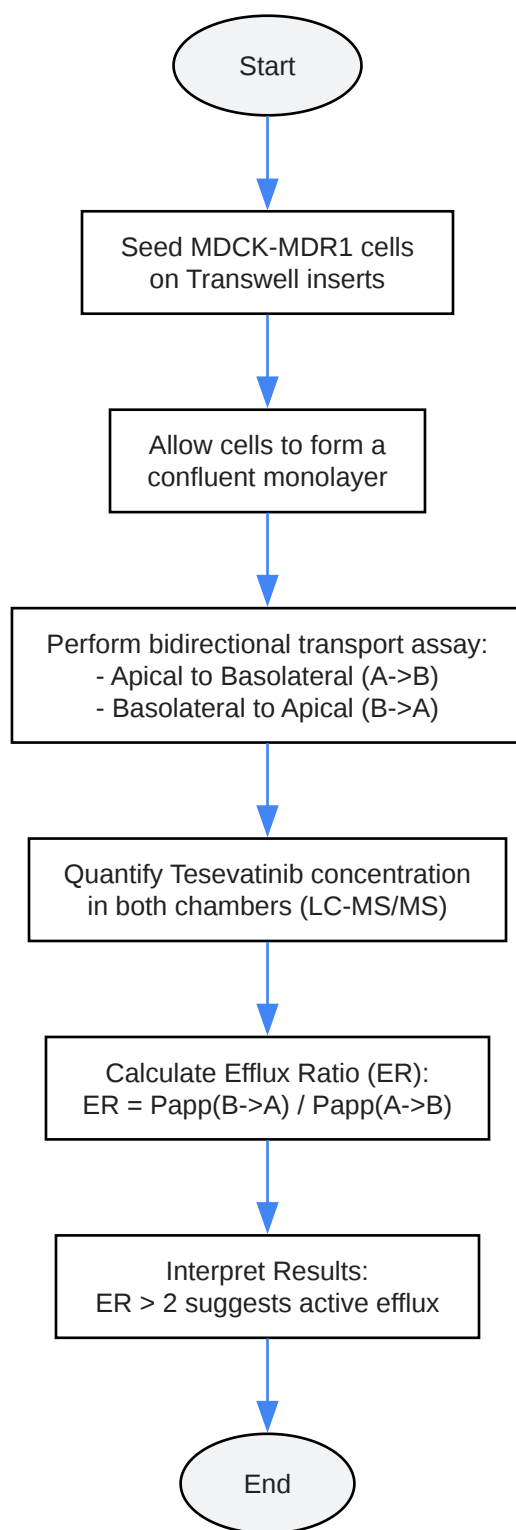 Start
Seed MDCK-MDR1 cells
on Transwell inserts
Allow cells to form a
confluent monolayer
Perform bidirectional transport assay:
- Apical to Basolateral (A->B)
- Basolateral to Apical (B->A)
Quantify Tesevatinib concentration
in both chambers (LC-MS/MS)
Calculate Efflux Ratio (ER):
ER = Papp(B->A) / Papp(A->B)
Interpret Results:
ER > 2 suggests active efflux
End